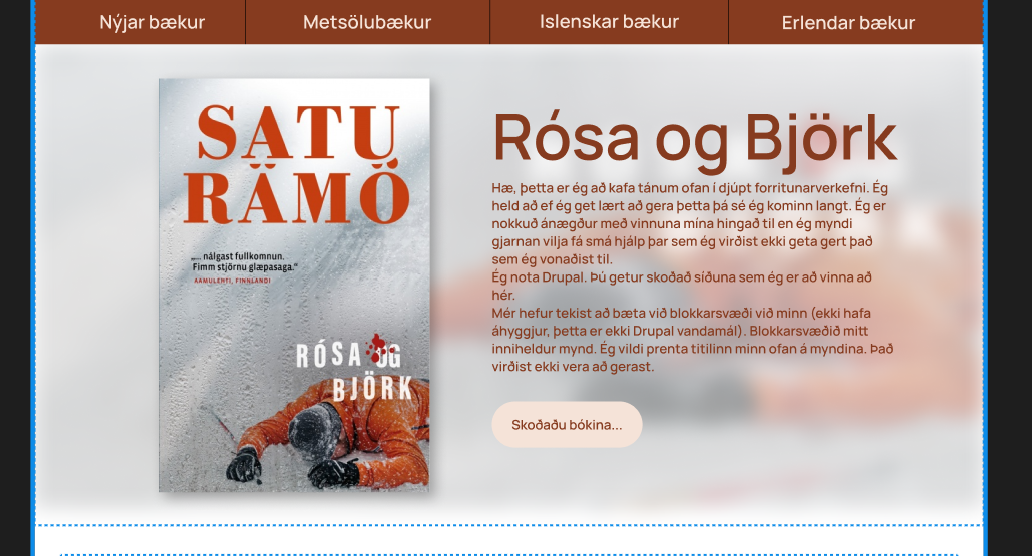 Nýjar bækur
Metsölubækur
Islenskar bækur
Erlendar bækur
SATU
RÄMÖ
„... nálgast fullkomnun.
Fimm stjörnu glæpasaga.“
AAMULEHTI, FINNLANDI
RÓSA OG
BJÖRK
Rósa og Björk
Hæ, þetta er ég að kafa tánum ofan í djúpt forritunarverkefni. Ég
held að ef ég get lært að gera þetta þá sé ég kominn langt. Ég er
nokkuð ánægður með vinnuna mína hingað til en ég myndi
gjarnan vilja fá smá hjálp þar sem ég virðist ekki geta gert það
sem ég vonaðist til.
Ég nota Drupal. Þú getur skoðað síðuna sem ég er að vinna að
hér.
Mér hefur tekist að bæta við blokkarsvæði við minn (ekki hafa
áhyggjur, þetta er ekki Drupal vandamál). Blokkarsvæðið mitt
inniheldur mynd. Ég vildi prenta titilinn minn ofan á myndina. Það
virðist ekki vera að gerast.
Skoðaðu bókina...